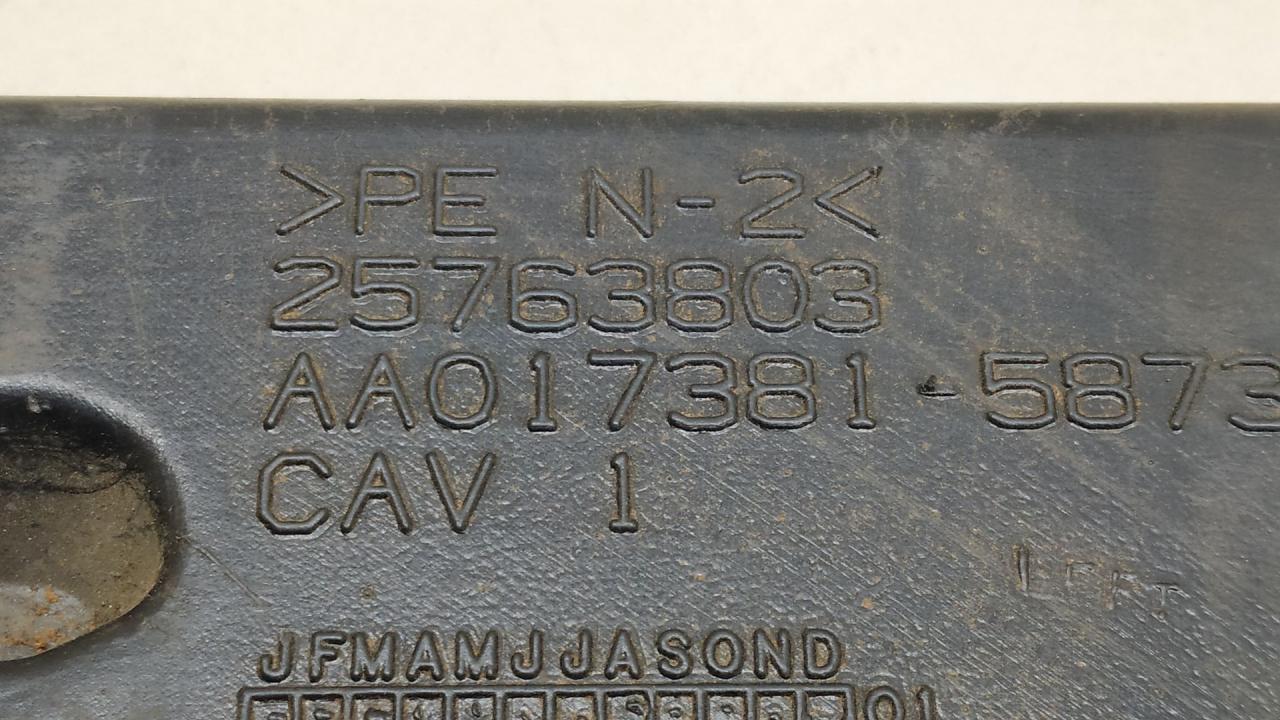 >PE N-2<
25763803
AA017381-5873
CAV 1
LEFT
JFMAMJJASOND
01